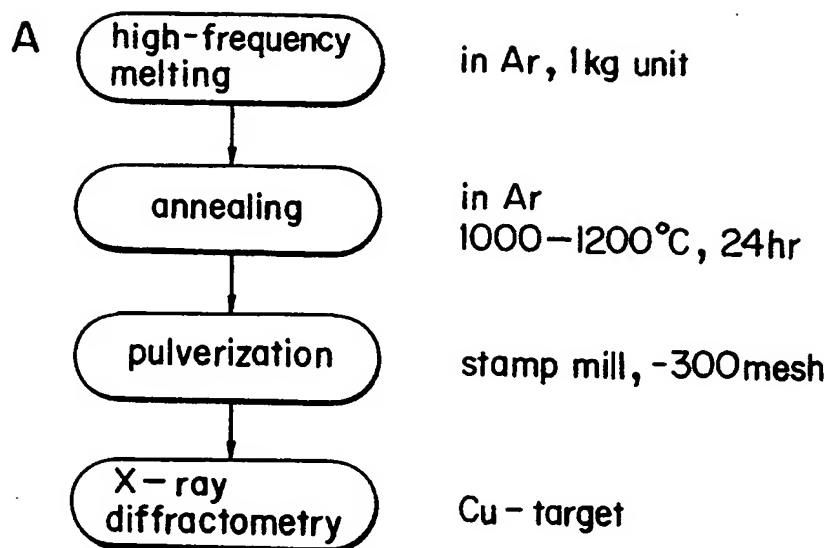 A
high-frequency
melting
in Ar, 1kg unit
annealing
in Ar
1000-1200°C, 24hr
pulverization
stamp mill, -300mesh
X-ray
diffractometry
Cu-target